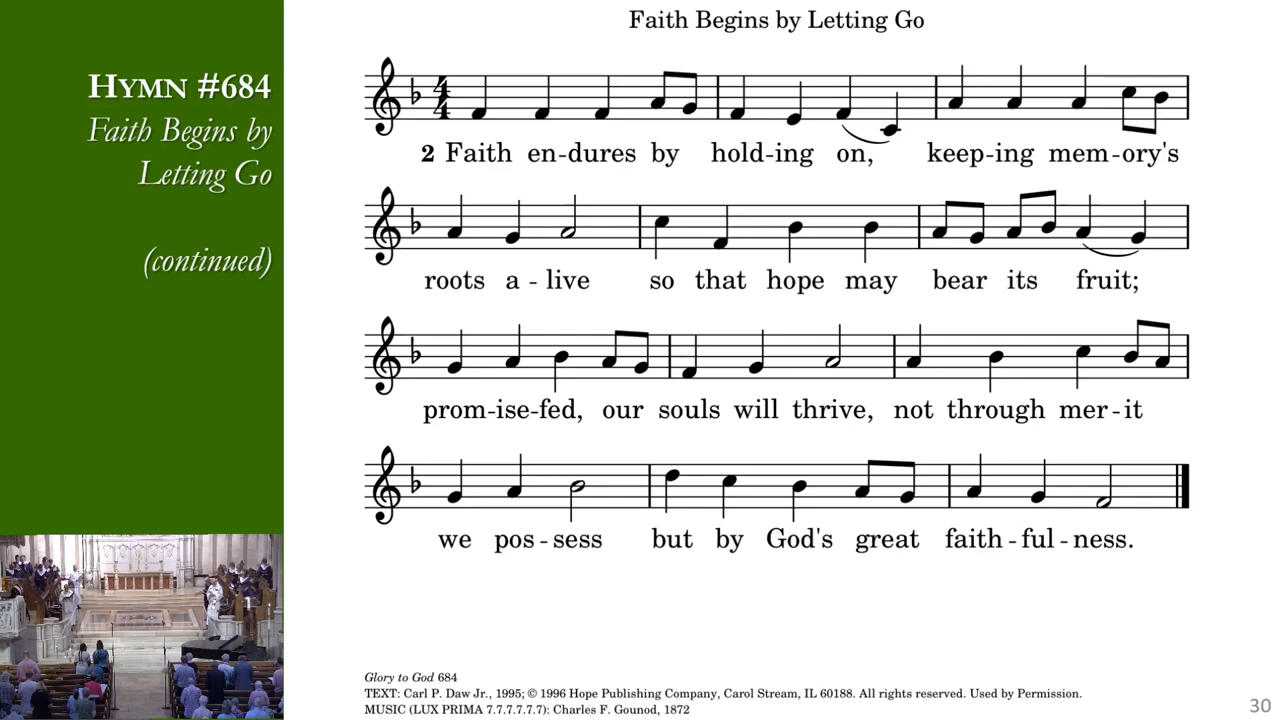 HYMN #684
Faith Begins by
Letting Go
(continued)
Faith Begins by Letting Go
4
4
2 Faith en-dures by hold-ing on, keep-ing mem-ory's
roots a-live so that hope may bear its fruit;
prom-ise-fed, our souls will thrive, not through mer-it
we pos-sess but by God's great faith-ful-ness.
Glory to God 684
TEXT: Carl P. Daw Jr., 1995; © 1996 Hope Publishing Company, Carol Stream, IL 60188. All rights reserved. Used by Permission.
MUSIC (LUX PRIMA 7.7.7.7.7.7): Charles F. Gounod, 1872
30